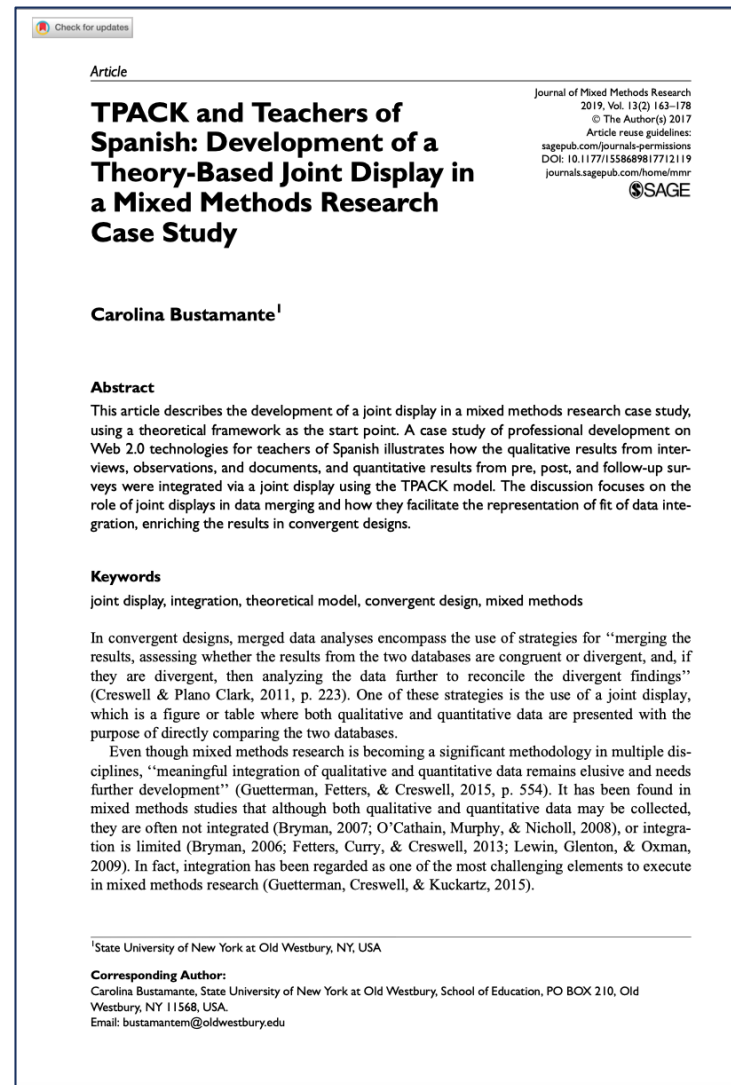 Check for updates
Article
Journal of Mixed Methods Research
2019, Vol. 13(2) 163–178
© The Author(s) 2017
Article reuse guidelines:
sagepub.com/journals-permissions
DOI: 10.1177/1558689817712119
journals.sagepub.com/home/mmr
SAGE
TPACK and Teachers of
Spanish: Development of a
Theory-Based Joint Display in
a Mixed Methods Research
Case Study
Carolina Bustamante1
Abstract
This article describes the development of a joint display in a mixed methods research case study,
using a theoretical framework as the start point. A case study of professional development on
Web 2.0 technologies for teachers of Spanish illustrates how the qualitative results from inter-
views, observations, and documents, and quantitative results from pre, post, and follow-up sur-
veys were integrated via a joint display using the TPACK model. The discussion focuses on the
role of joint displays in data merging and how they facilitate the representation of fit of data inte-
gration, enriching the results in convergent designs.
Keywords
joint display, integration, theoretical model, convergent design, mixed methods
In convergent designs, merged data analyses encompass the use of strategies for ‘‘merging the
results, assessing whether the results from the two databases are congruent or divergent, and, if
they are divergent, then analyzing the data further to reconcile the divergent findings’’
(Creswell & Plano Clark, 2011, p. 223). One of these strategies is the use of a joint display,
which is a figure or table where both qualitative and quantitative data are presented with the
purpose of directly comparing the two databases.
Even though mixed methods research is becoming a significant methodology in multiple dis-
ciplines, ‘‘meaningful integration of qualitative and quantitative data remains elusive and needs
further development’’ (Guetterman, Fetters, & Creswell, 2015, p. 554). It has been found in
mixed methods studies that although both qualitative and quantitative data may be collected,
they are often not integrated (Bryman, 2007; O’Cathain, Murphy, & Nicholl, 2008), or integra-
tion is limited (Bryman, 2006; Fetters, Curry, & Creswell, 2013; Lewin, Glenton, & Oxman,
2009). In fact, integration has been regarded as one of the most challenging elements to execute
in mixed methods research (Guetterman, Creswell, & Kuckartz, 2015).
1State University of New York at Old Westbury, NY, USA
Corresponding Author:
Carolina Bustamante, State University of New York at Old Westbury, School of Education, PO BOX 210, Old
Westbury, NY 11568, USA.
Email: bustamantem@oldwestbury.edu